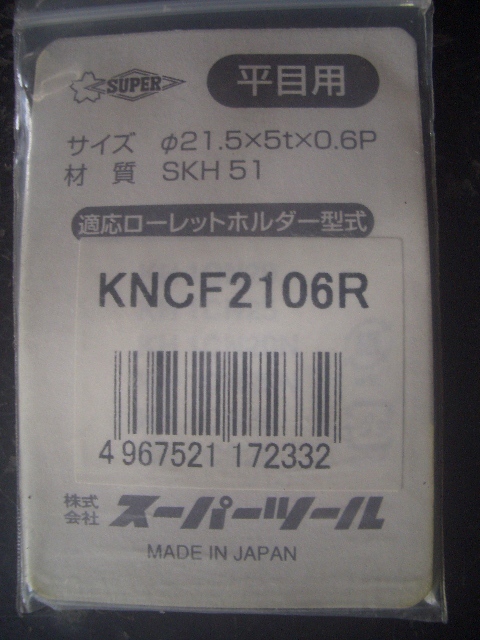 SUPER
平目用
サイズ φ21.5×5t×0.6P
材質 SKH 51
適応ローレットホルダー型式
KNCF2106R
4 967521 172332
株式会社 スーパーツール
MADE IN JAPAN